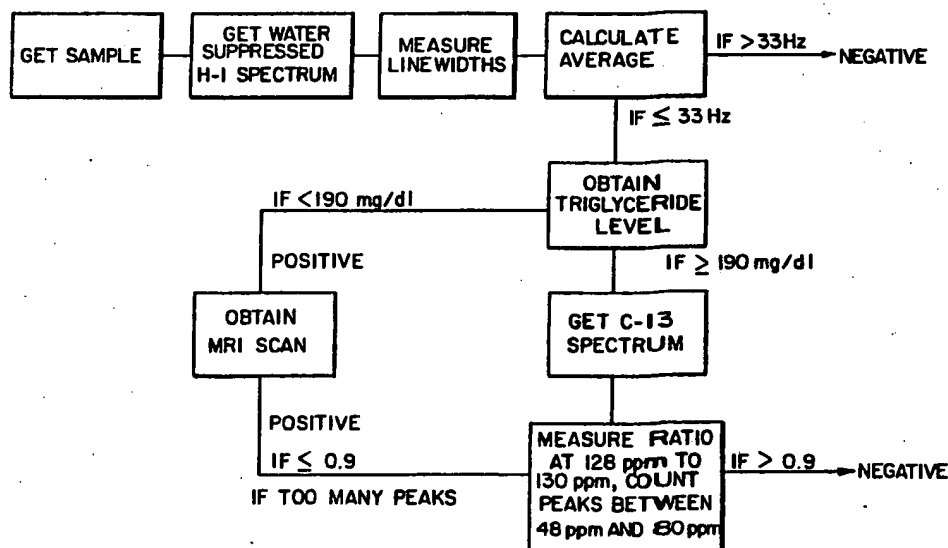 GET SAMPLE
GET WATER
SUPPRESSED
H-I SPECTRUM
MEASURE
LINEWIDTHS
CALCULATE
AVERAGE
IF > 33Hz
NEGATIVE
IF ≤ 33 Hz
OBTAIN
TRIGLYCERIDE
LEVEL
IF < 190 mg/dl
POSITIVE
IF ≥ 190 mg/dl
OBTAIN
MRI SCAN
GET C-13
SPECTRUM
POSITIVE
IF ≤ 0.9
IF TOO MANY PEAKS
MEASURE RATIO
AT 128 ppm TO
130 ppm, COUNT
PEAKS BETWEEN
48 ppm AND 80 ppm
IF > 0.9
NEGATIVE